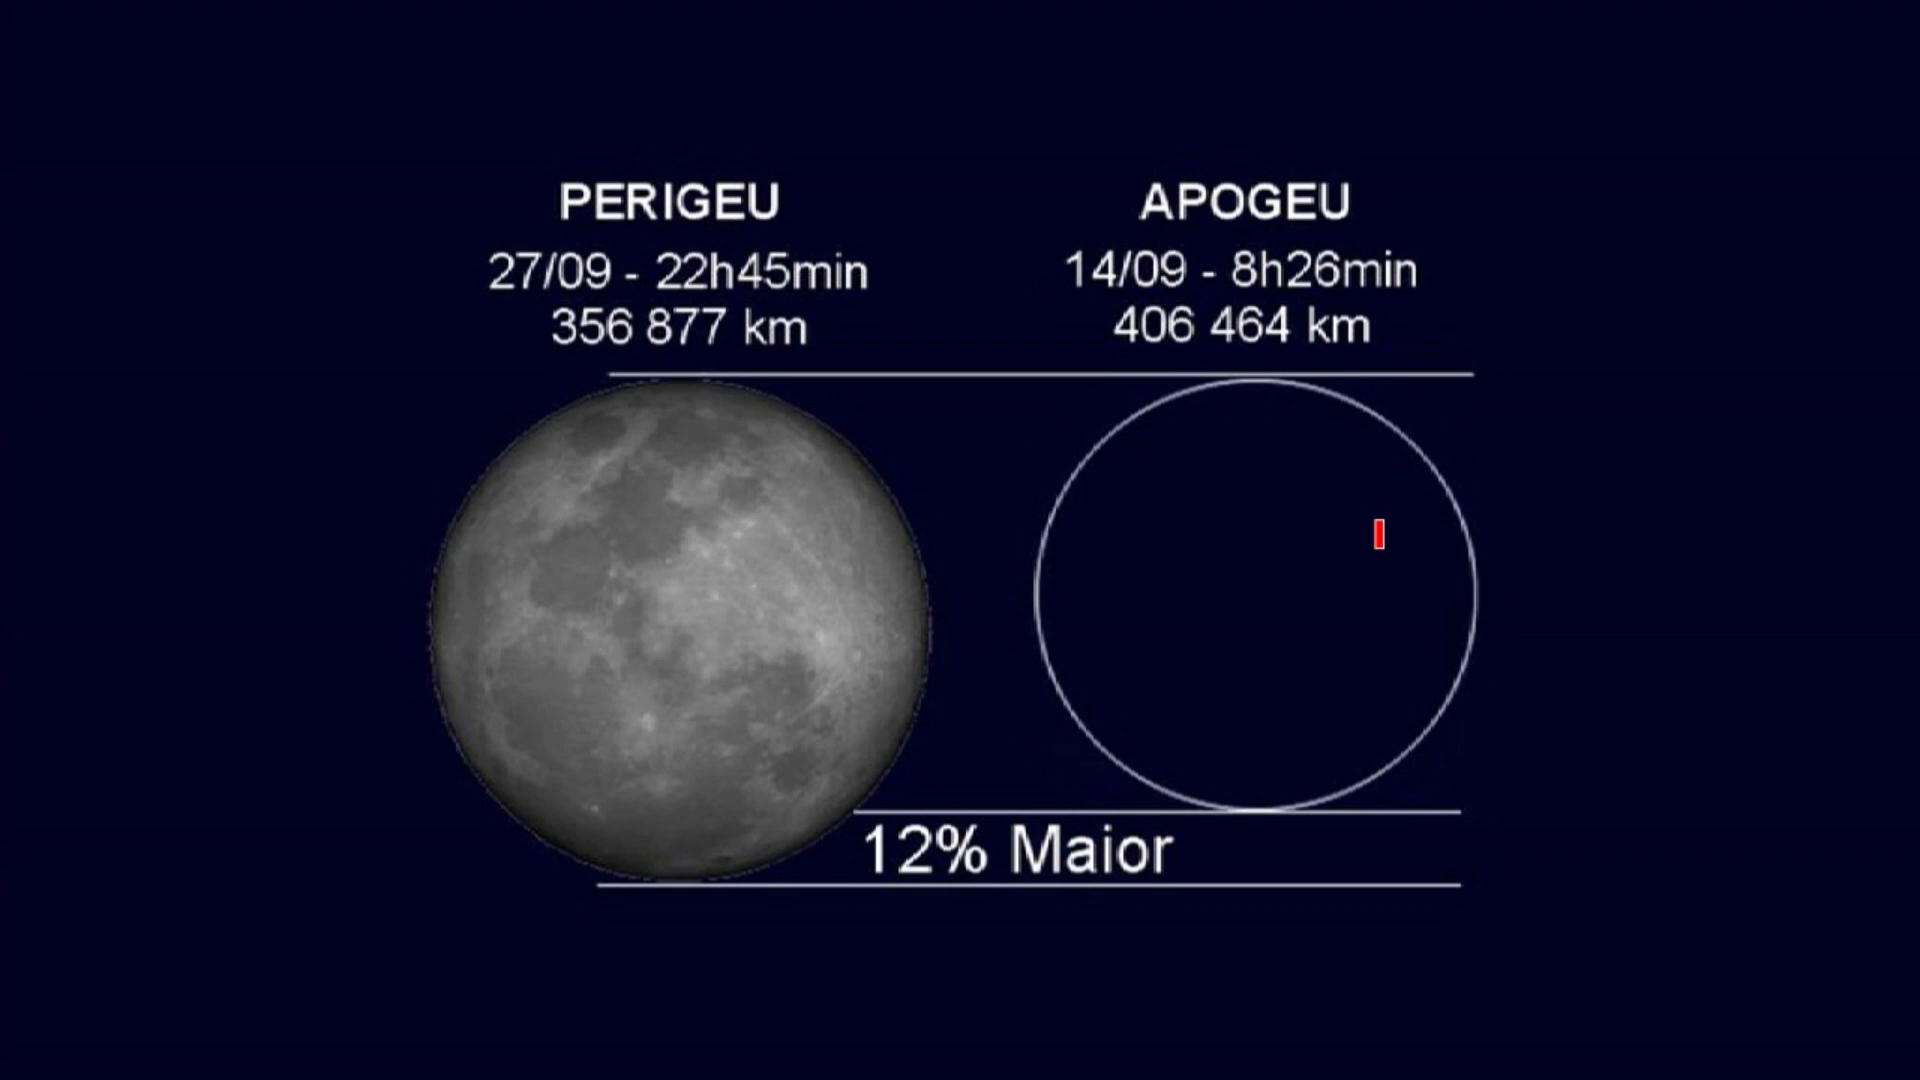 PERIGEU
27/09 - 22h45min
356 877 km
APOGEU
14/09 - 8h26min
406 464 km
12% Maior